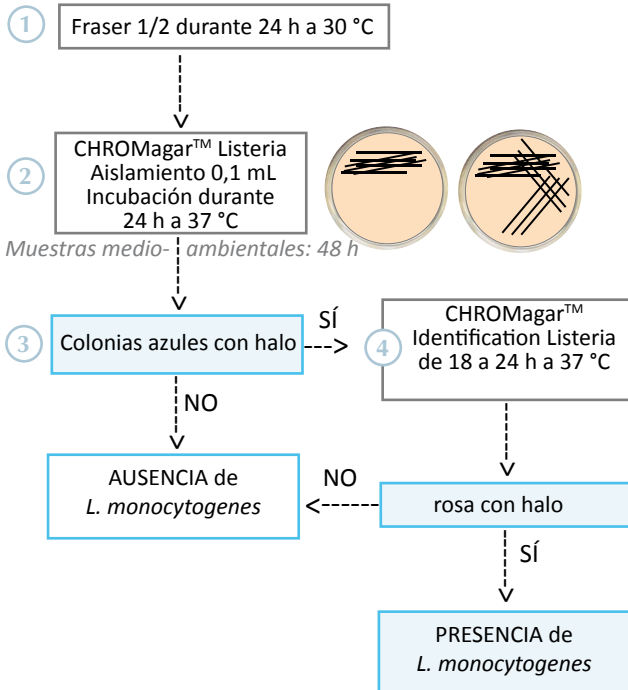 1
Fraser 1/2 durante 24 h a 30 °C
2
CHROMagar™ Listeria
Aislamiento 0,1 mL
Incubación durante
24 h a 37 °C
Muestras medio- ambientales: 48 h
3
Colonias azules con halo
SÍ
4
CHROMagar™
Identification Listeria
de 18 a 24 h a 37 °C
NO
AUSENCIA de
L. monocytogenes
NO
rosa con halo
SÍ
PRESENCIA de
L. monocytogenes